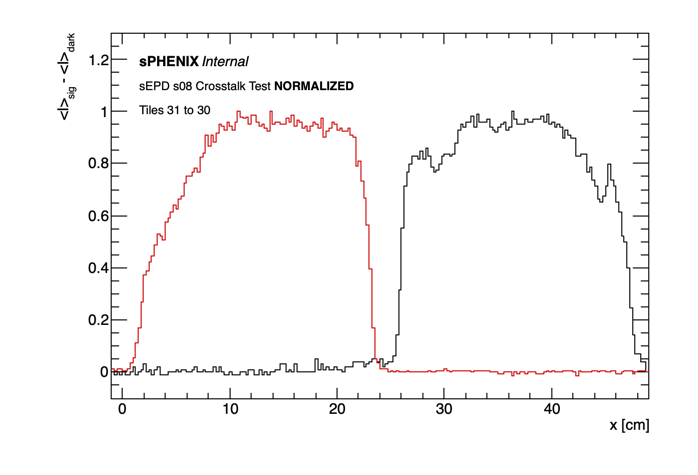 <I>sig - <I>dark
sPHENIX Internal
sEPD s08 Crosstalk Test NORMALIZED
Tiles 31 to 30
1.2
1
0.8
0.6
0.4
0.2
0
0 10 20 30 40
x [cm]